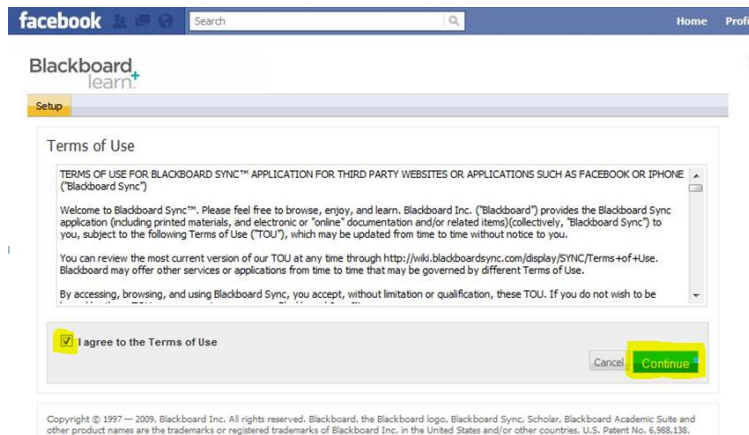 facebook Search Home Profi
Blackboard
learn+
Setup
Terms of Use
TERMS OF USE FOR BLACKBOARD SYNC™ APPLICATION FOR THIRD PARTY WEBSITES OR APPLICATIONS SUCH AS FACEBOOK OR IPHONE
("Blackboard Sync")
Welcome to Blackboard Sync™. Please feel free to browse, enjoy, and learn. Blackboard Inc. ("Blackboard") provides the Blackboard Sync
application (including printed materials, and electronic or "online" documentation and/or related items)(collectively, "Blackboard Sync") to
you, subject to the following Terms of Use ("TOU"), which may be updated from time to time without notice to you.
You can review the most current version of our TOU at any time through http://wiki.blackboardsync.com/display/SYNC/Terms+of+Use.
Blackboard may offer other services or applications from time to time that may be governed by different Terms of Use.
By accessing, browsing, and using Blackboard Sync, you accept, without limitation or qualification, these TOU. If you do not wish to be
I agree to the Terms of Use
Cancel Continue
Copyright © 1997 — 2009. Blackboard Inc. All rights reserved. Blackboard, the Blackboard logo, Blackboard Sync, Scholar, Blackboard Academic Suite and
other product names are the trademarks or registered trademarks of Blackboard Inc. in the United States and/or other countries. U.S. Patent No. 6,988,138.